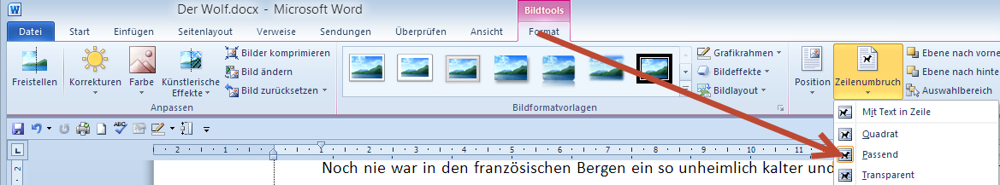 Der Wolf.docx - Microsoft Word
Bildtools
Datei Start Einfügen Seitenlayout Verweise Sendungen Überprüfen Ansicht Format
Freistellen
Korrekturen
Farbe
Künstlerische Effekte
Bilder komprimieren
Bild ändern
Bild zurücksetzen
Anpassen
Bildformatvorlagen
Grafikrahmen
Bildeffekte
Bildlayout
Position
Zeilenumbruch
Ebene nach vorne
Ebene nach hinte
Auswahlbereich
Mit Text in Zeile
Quadrat
Passend
Transparent
2 1 1 2 3 4 5 6 7 8 9 10 11
2
Noch nie war in den französischen Bergen ein so unheimlich kalter und